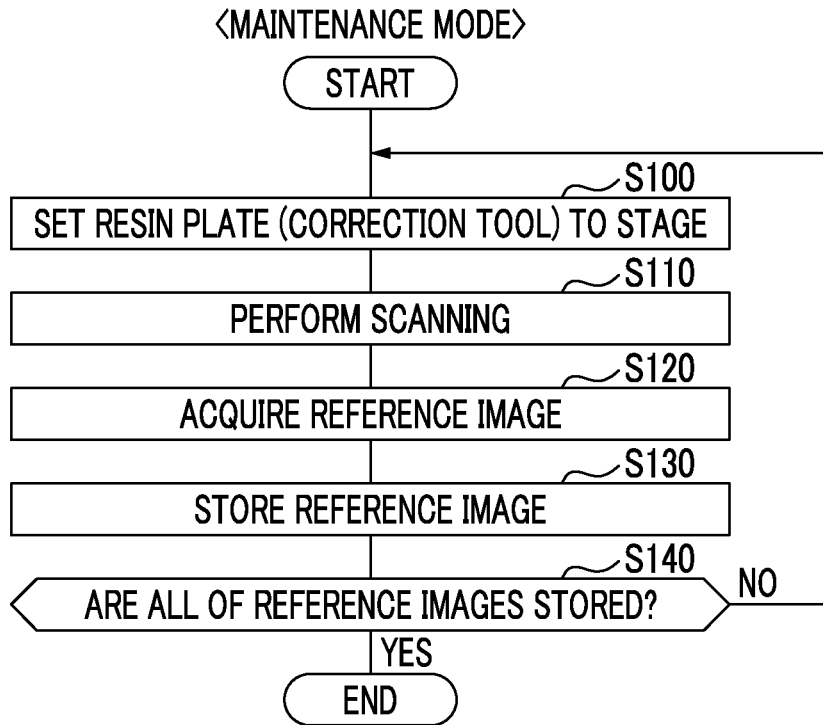 〈MAINTENANCE MODE〉
START
S100
SET RESIN PLATE (CORRECTION TOOL) TO STAGE
S110
PERFORM SCANNING
S120
ACQUIRE REFERENCE IMAGE
S130
STORE REFERENCE IMAGE
S140
ARE ALL OF REFERENCE IMAGES STORED?
NO
YES
END